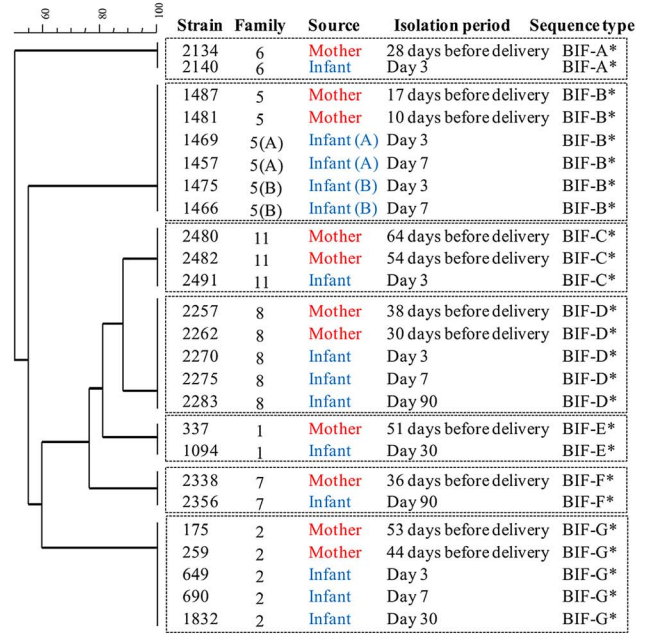 60 80 100
Strain Family Source Isolation period Sequence type
2134 6 Mother 28 days before delivery BIF-A*
2140 6 Infant Day 3 BIF-A*
1487 5 Mother 17 days before delivery BIF-B*
1481 5 Mother 10 days before delivery BIF-B*
1469 5(A) Infant (A) Day 3 BIF-B*
1457 5(A) Infant (A) Day 7 BIF-B*
1475 5(B) Infant (B) Day 3 BIF-B*
1466 5(B) Infant (B) Day 7 BIF-B*
2480 11 Mother 64 days before delivery BIF-C*
2482 11 Mother 54 days before delivery BIF-C*
2491 11 Infant Day 3 BIF-C*
2257 8 Mother 38 days before delivery BIF-D*
2262 8 Mother 30 days before delivery BIF-D*
2270 8 Infant Day 3 BIF-D*
2275 8 Infant Day 7 BIF-D*
2283 8 Infant Day 90 BIF-D*
337 1 Mother 51 days before delivery BIF-E*
1094 1 Infant Day 30 BIF-E*
2338 7 Mother 36 days before delivery BIF-F*
2356 7 Infant Day 90 BIF-F*
175 2 Mother 53 days before delivery BIF-G*
259 2 Mother 44 days before delivery BIF-G*
649 2 Infant Day 3 BIF-G*
690 2 Infant Day 7 BIF-G*
1832 2 Infant Day 30 BIF-G*